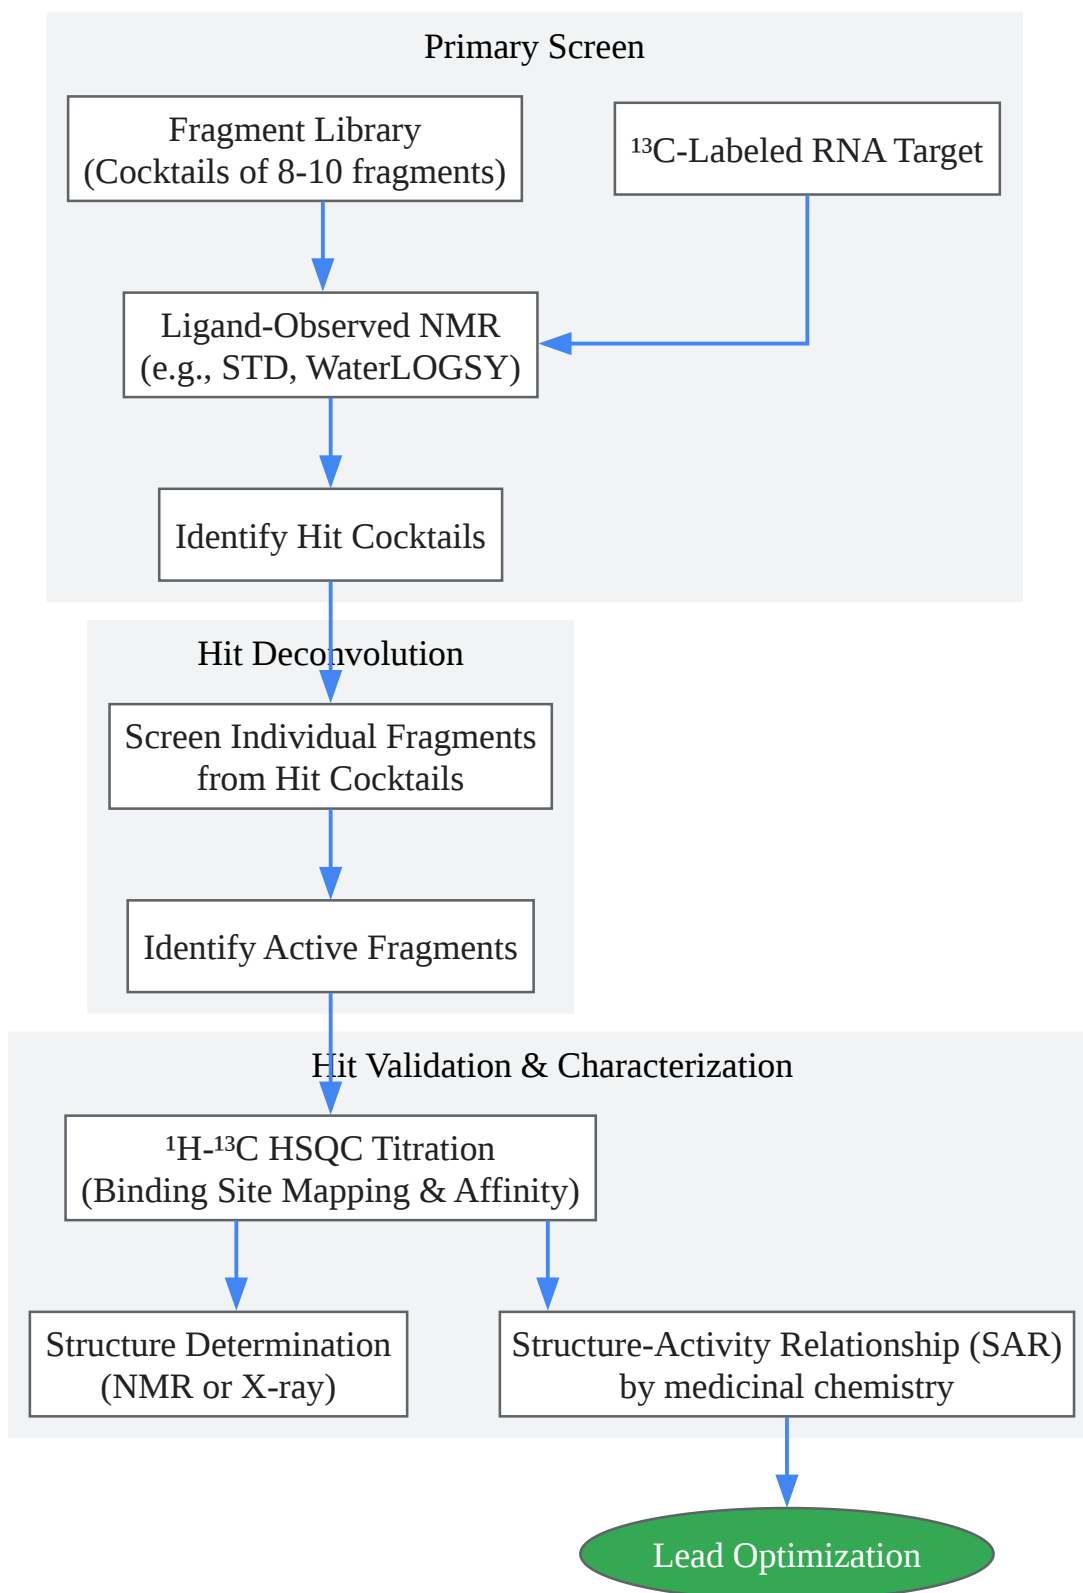 Primary Screen
Fragment Library
(Cocktails of 8-10 fragments)
¹³C-Labeled RNA Target
Ligand-Observed NMR
(e.g., STD, WaterLOGSY)
Identify Hit Cocktails
Hit Deconvolution
Screen Individual Fragments
from Hit Cocktails
Identify Active Fragments
Hit Validation & Characterization
¹H-¹³C HSQC Titration
(Binding Site Mapping & Affinity)
Structure Determination
(NMR or X-ray)
Structure-Activity Relationship (SAR)
by medicinal chemistry
Lead Optimization